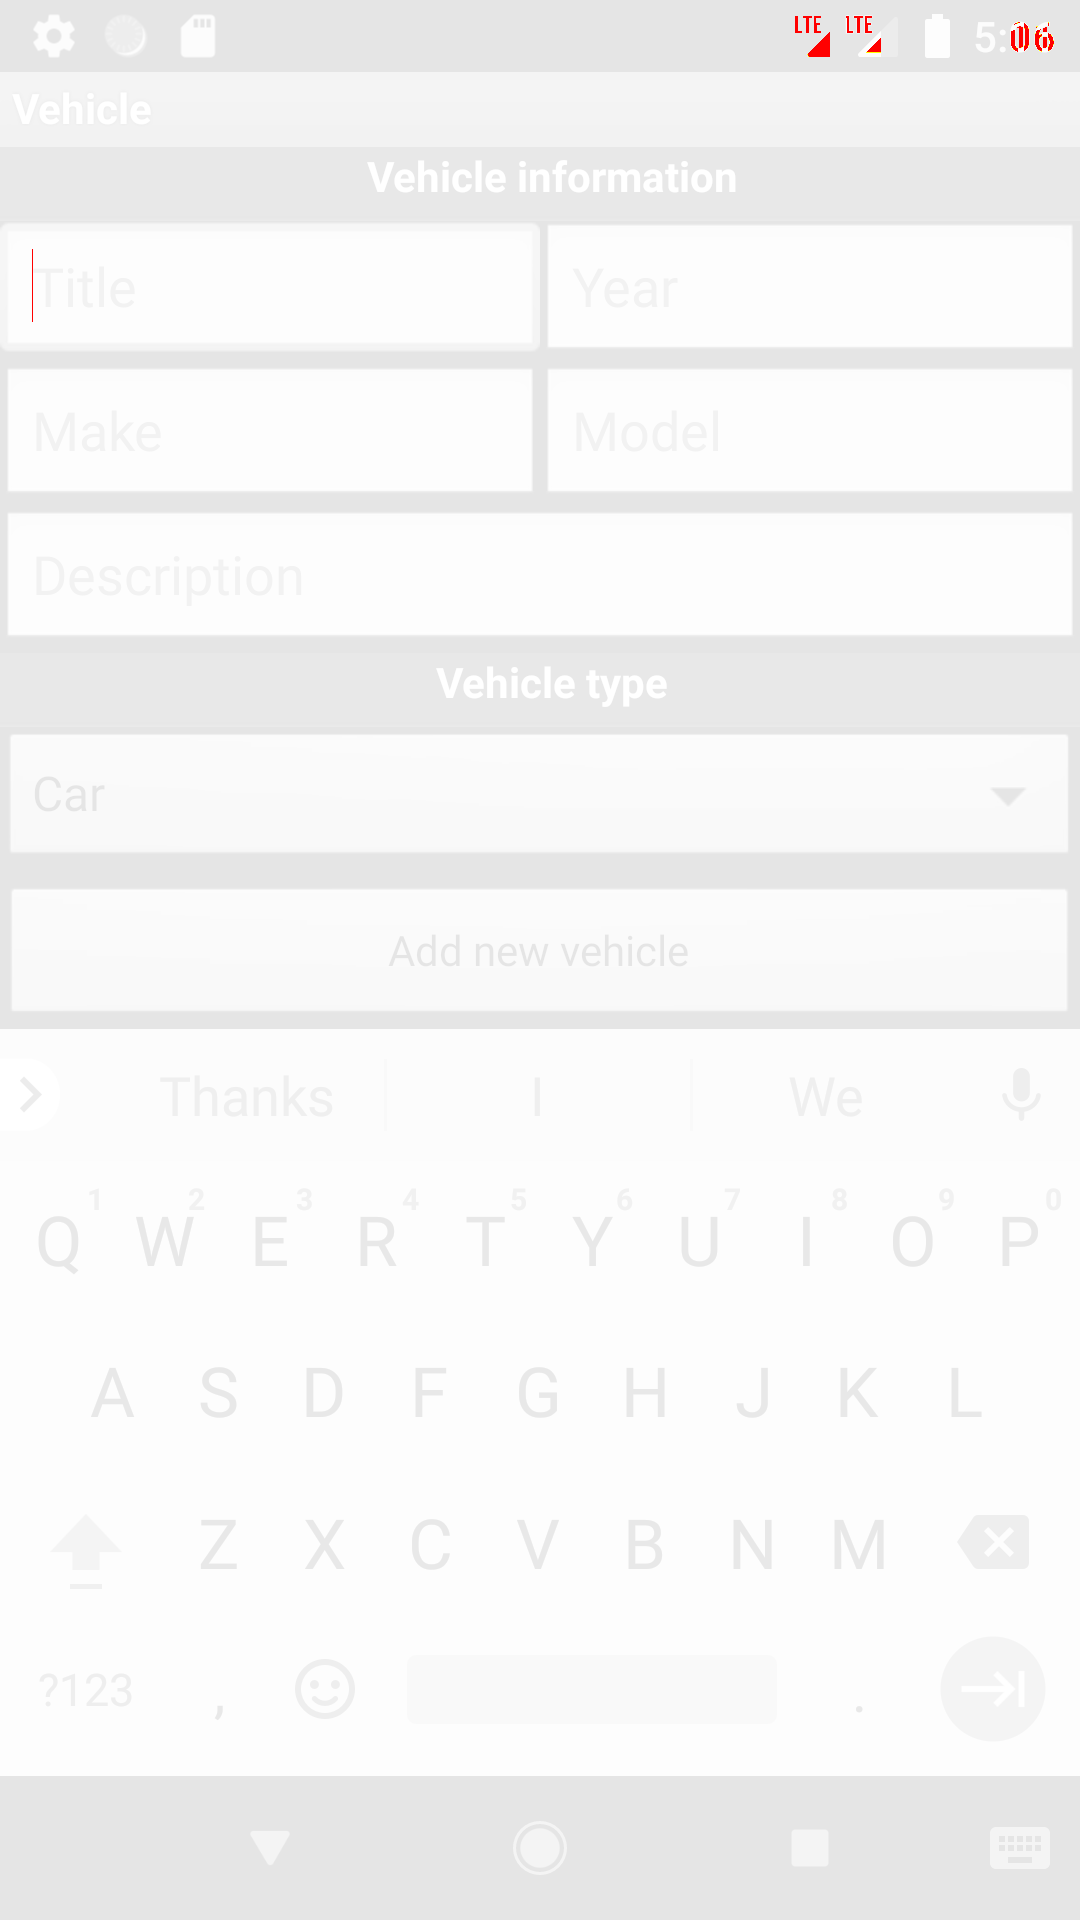 LTE LTE 5:06
Vehicle
Vehicle information
Title Year
Make Model
Description
Vehicle type
Car
Add new vehicle
Thanks I We
1 2 3 4 5 6 7 8 9 0
Q W E R T Y U I O P
A S D F G H J K L
Z X C V B N M
?123 , .